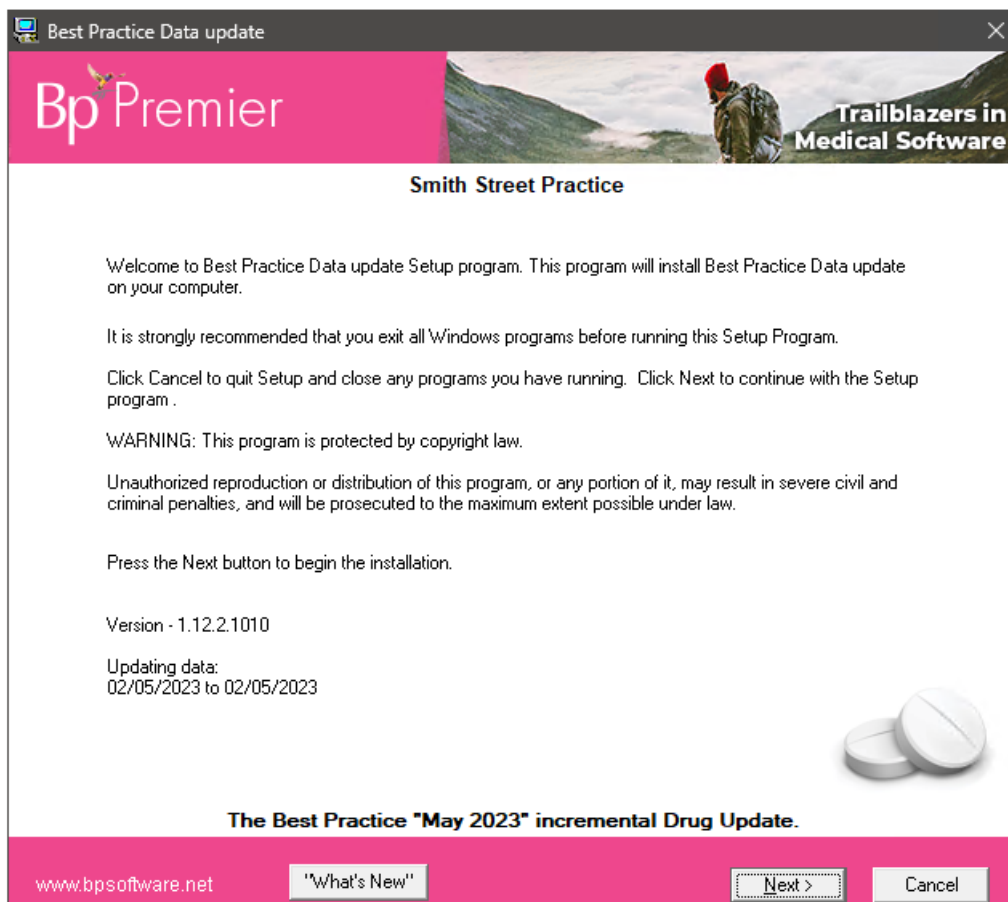 Best Practice Data update
Bp Premier
Trailblazers in
Medical Software
Smith Street Practice
Welcome to Best Practice Data update Setup program. This program will install Best Practice Data update
on your computer.
It is strongly recommended that you exit all Windows programs before running this Setup Program.
Click Cancel to quit Setup and close any programs you have running. Click Next to continue with the Setup
program .
WARNING: This program is protected by copyright law.
Unauthorized reproduction or distribution of this program, or any portion of it, may result in severe civil and
criminal penalties, and will be prosecuted to the maximum extent possible under law.
Press the Next button to begin the installation.
Version - 1.12.2.1010
Updating data:
02/05/2023 to 02/05/2023
The Best Practice "May 2023" incremental Drug Update.
www.bpsoftware.net
"What's New"
Next >
Cancel